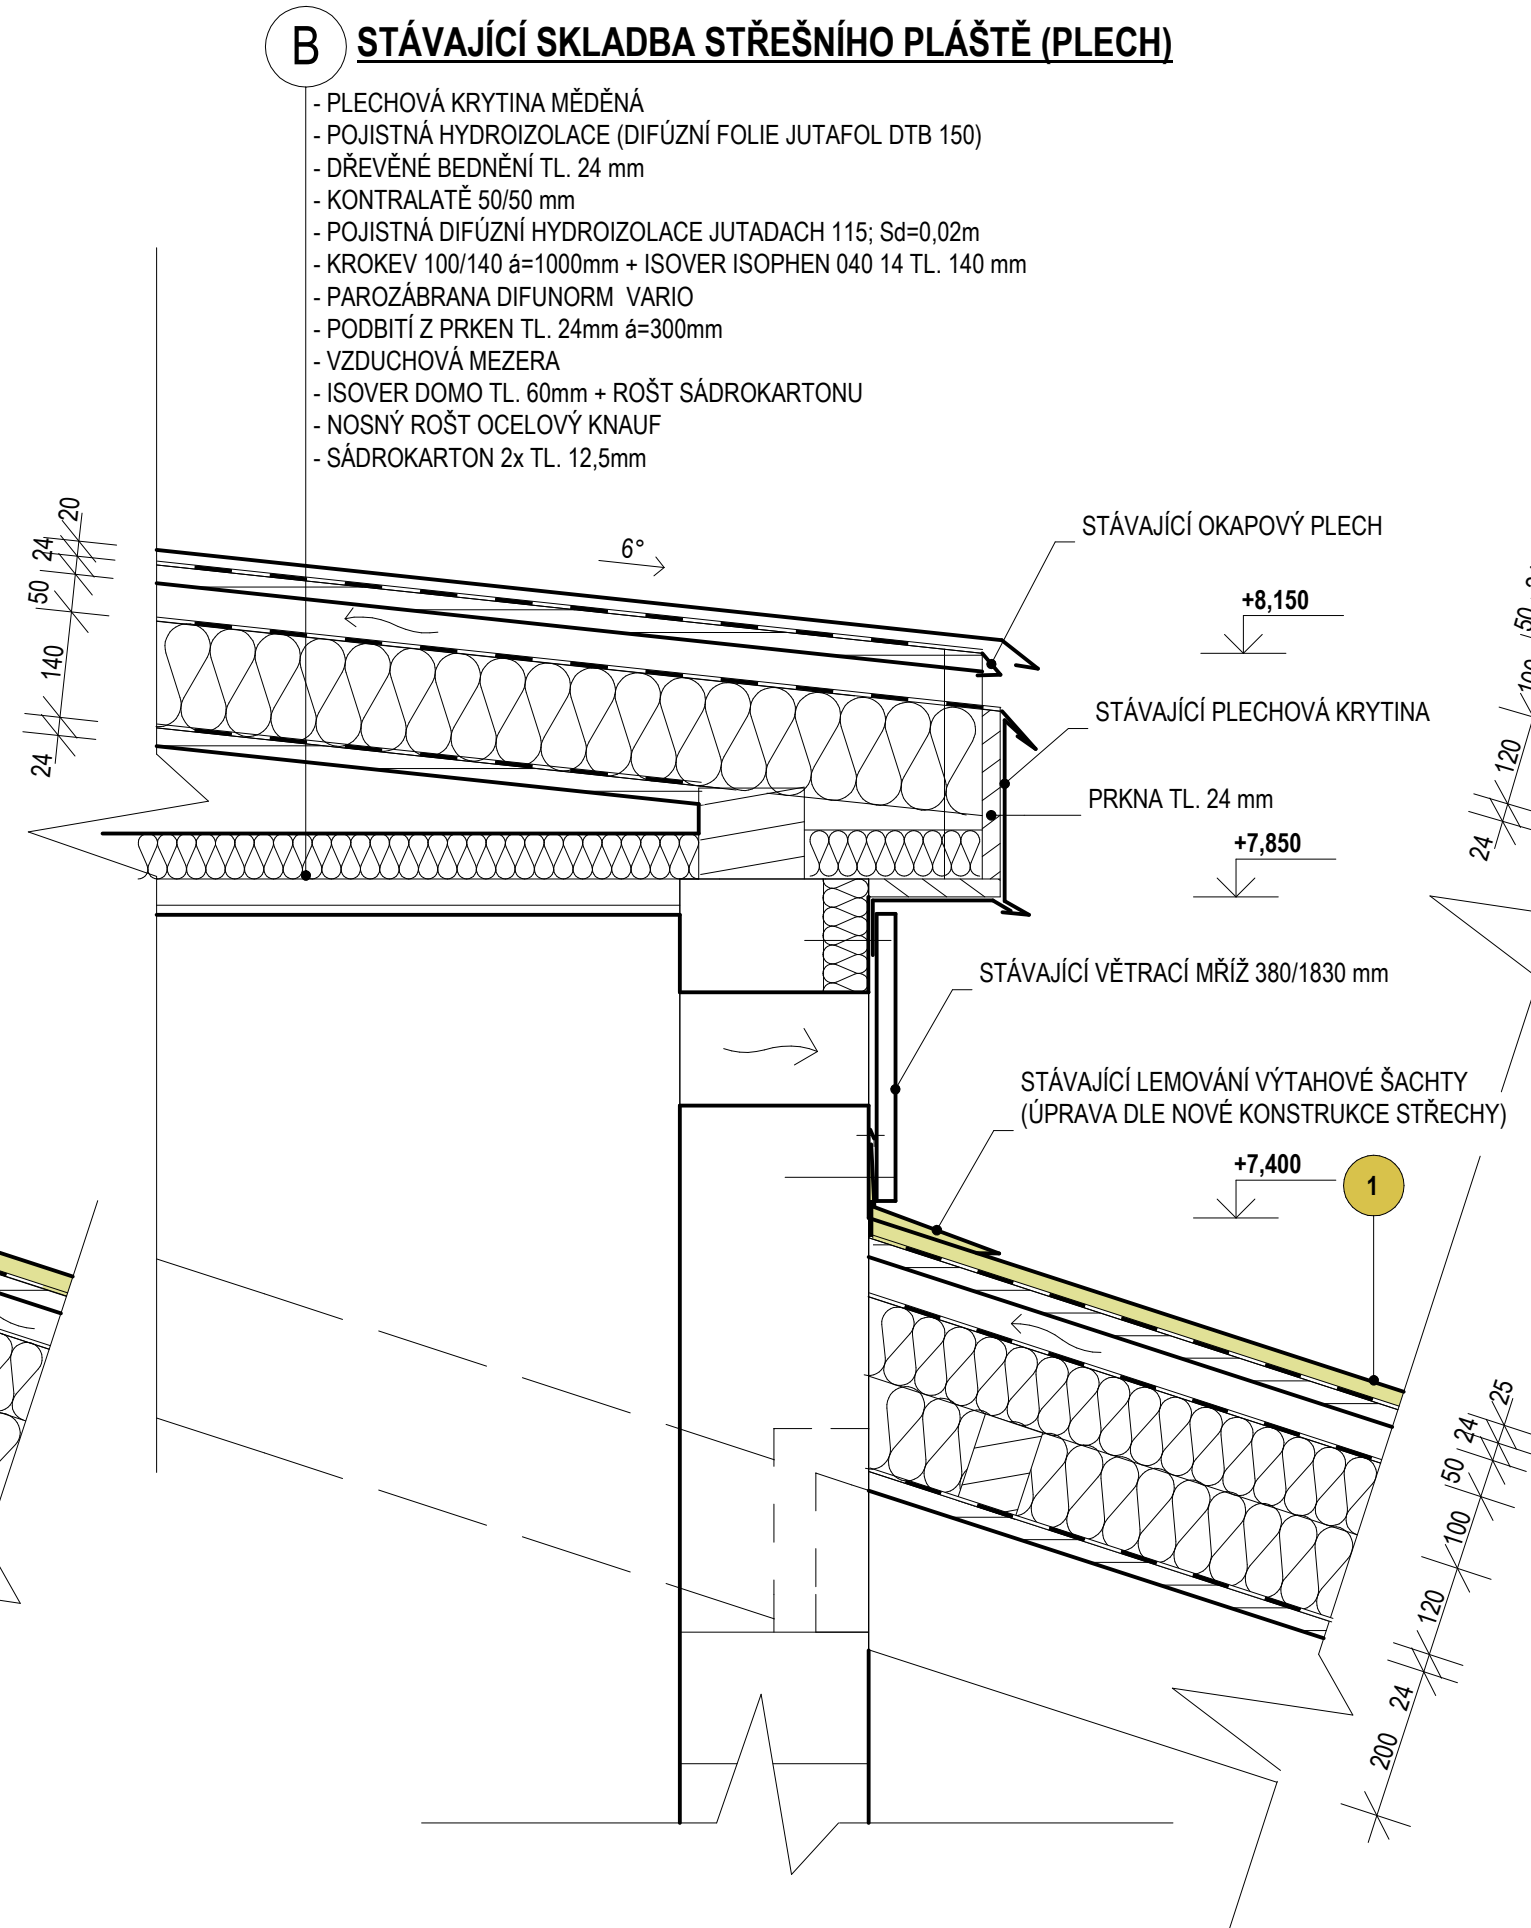 B STÁVAJÍCÍ SKLADBA STŘEŠNÍHO PLÁŠTĚ (PLECH)
- PLECHOVÁ KRYTINA MĚDĚNÁ
- POJISTNÁ HYDROIZOLACE (DIFÚZNÍ FOLIE JUTAFOL DTB 150)
- DŘEVĚNÉ BEDNĚNÍ TL. 24 mm
- KONTRALATĚ 50/50 mm
- POJISTNÁ DIFÚZNÍ HYDROIZOLACE JUTADACH 115; Sd=0,02m
- KROKEV 100/140 á=1000mm + ISOVER ISOPHEN 040 14 TL. 140 mm
- PAROZÁBRANA DIFUNORM  VARIO
- PODBITÍ Z PRKEN TL. 24mm á=300mm
- VZDUCHOVÁ MEZERA
- ISOVER DOMO TL. 60mm + ROŠT SÁDROKARTONU
- NOSNÝ ROŠT OCELOVÝ KNAUF
- SÁDROKARTON 2x TL. 12,5mm
20
24
50
140
24
6°
STÁVAJÍCÍ OKAPOVÝ PLECH
+8,150
STÁVAJÍCÍ PLECHOVÁ KRYTINA
PRKNA TL. 24 mm
+7,850
50
100
120
24
STÁVAJÍCÍ VĚTRACÍ MŘÍŽ 380/1830 mm
STÁVAJÍCÍ LEMOVÁNÍ VÝTAHOVÉ ŠACHTY
(ÚPRAVA DLE NOVÉ KONSTRUKCE STŘECHY)
+7,400
1
25
24
50
100
120
24
200